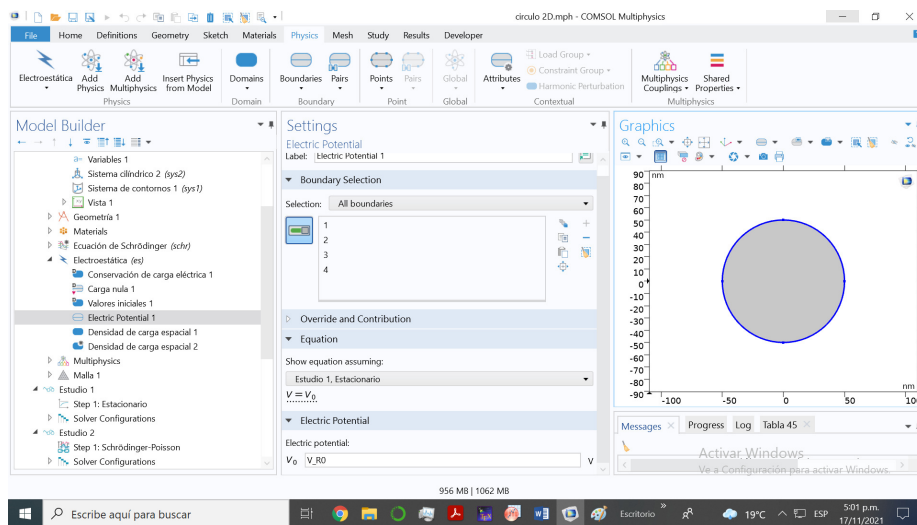 circulo 2D.mph - COMSOL Multiphysics
File Home Definitions Geometry Sketch Materials Physics Mesh Study Results Developer
Electroestática
Add Physics
Add Multiphysics
Insert Physics from Model
Physics
Domains
Domain
Boundaries
Pairs
Boundary
Points
Pairs
Point
Global
Global
Attributes
Load Group
Constraint Group
Harmonic Perturbation
Contextual
Multiphysics Couplings
Shared Properties
Multiphysics
Model Builder
Variables 1
Sistema cilíndrico 2 (sys2)
Sistema de contornos 1 (sys1)
Vista 1
Geometría 1
Materials
Ecuación de Schrödinger (schr)
Electroestática (es)
Conservación de carga eléctrica 1
Carga nula 1
Valores iniciales 1
Electric Potential 1
Densidad de carga espacial 1
Densidad de carga espacial 2
Multiphysics
Malla 1
Estudio 1
Step 1: Estacionario
Solver Configurations
Estudio 2
Step 1: Schrödinger-Poisson
Solver Configurations
Settings
Electric Potential
Label: Electric Potential 1
Boundary Selection
Selection: All boundaries
1
2
3
4
Override and Contribution
Equation
Show equation assuming:
Estudio 1, Estacionario
V = V0
Electric Potential
Electric potential:
V0 V_R0 V
Graphics
90 nm
80
70
60
50
40
30
20
10
0
-10
-20
-30
-40
-50
-60
-70
-80
-90
nm
-100 -50 0 50 100
Messages Progress Log Tabla 45
Activar Windows
Ve a Configuración para activar Windows.
956 MB | 1062 MB
Escribe aquí para buscar
Escritorio
19°C
ESP
5:01 p.m.
17/11/2021